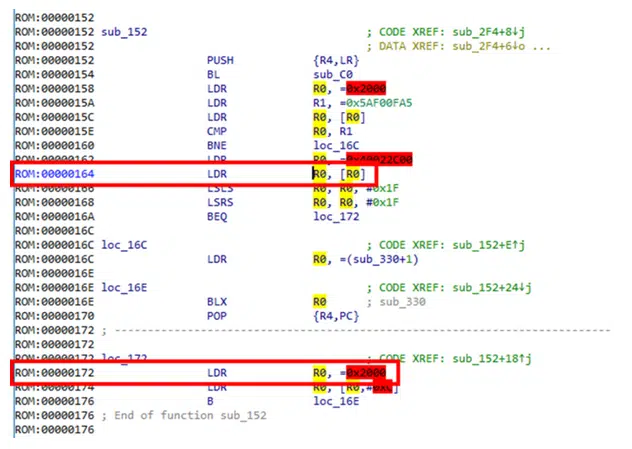 ROM:00000152
ROM:00000152 sub_152 ; CODE XREF: sub_2F4+8↓j
ROM:00000152 ; DATA XREF: sub_2F4+6↓o ...
ROM:00000152 PUSH {R4,LR}
ROM:00000154 BL sub_C0
ROM:00000158 LDR R0, =0x2000
ROM:0000015A LDR R1, =0x5AF00FA5
ROM:0000015C LDR R0, [R0]
ROM:0000015E CMP R0, R1
ROM:00000160 BNE loc_16C
ROM:00000162 LDR R0, =0x40022C00
ROM:00000164 LDR R0, [R0]
ROM:00000166 LSLS R0, R0, #0x1F
ROM:00000168 LSRS R0, R0, #0x1F
ROM:0000016A BEQ loc_172
ROM:0000016C
ROM:0000016C loc_16C ; CODE XREF: sub_152+E↑j
ROM:0000016C LDR R0, =(sub_330+1)
ROM:0000016E
ROM:0000016E loc_16E ; CODE XREF: sub_152+24↓j
ROM:0000016E BLX R0 ; sub_330
ROM:00000170 POP {R4,PC}
ROM:00000172 ; ---------------------------------------------------------------------------
ROM:00000172
ROM:00000172 loc_172 ; CODE XREF: sub_152+18↑j
ROM:00000172 LDR R0, =0x2000
ROM:00000174 LDR R0, [R0,#0xC]
ROM:00000176 B loc_16E
ROM:00000176 ; End of function sub_152
ROM:00000176